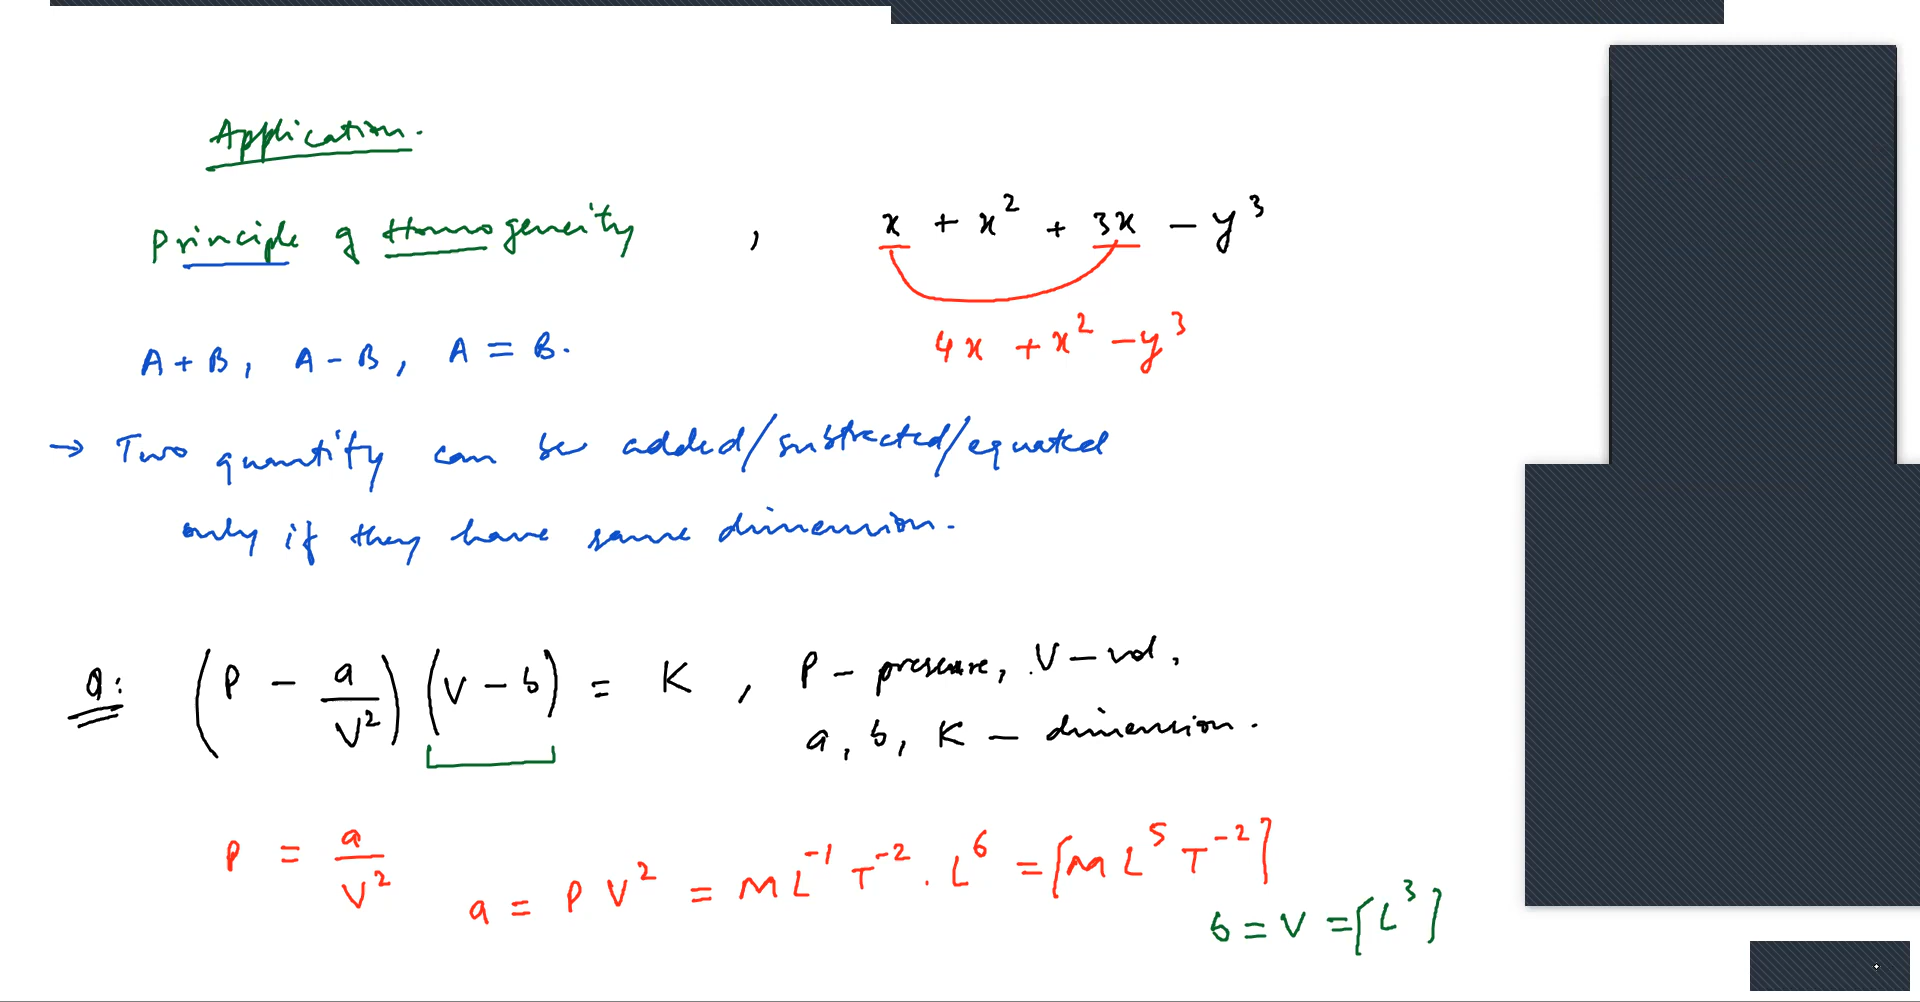 Application.
Principle of Homogeneity , x + x² + 3x - y³
4x + x² - y³
A + B, A - B, A = B.
→ Two quantity can be added/substracted/equated
only if they have same dimension.
Q: (P - a/V²)(V - b) = K , P - pressure, V - vol,
a, b, K - dimension.
P = a/V²
a = PV² = ML⁻¹T⁻² . L⁶ = [ML⁵T⁻²]
b = V = [L³]